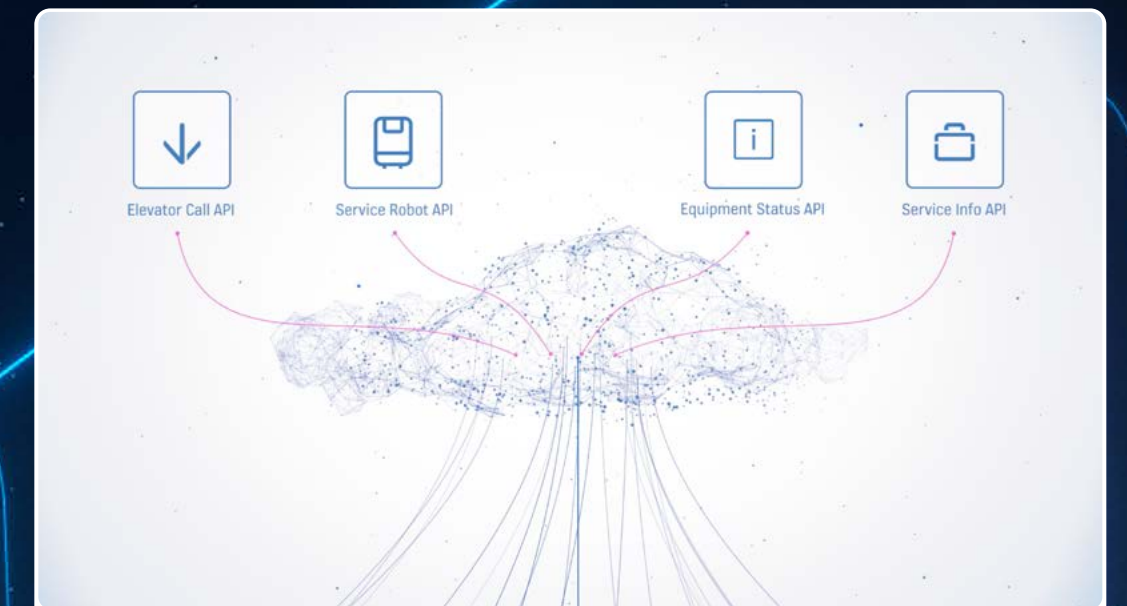 Elevator Call API
Service Robot API
Equipment Status API
Service Info API